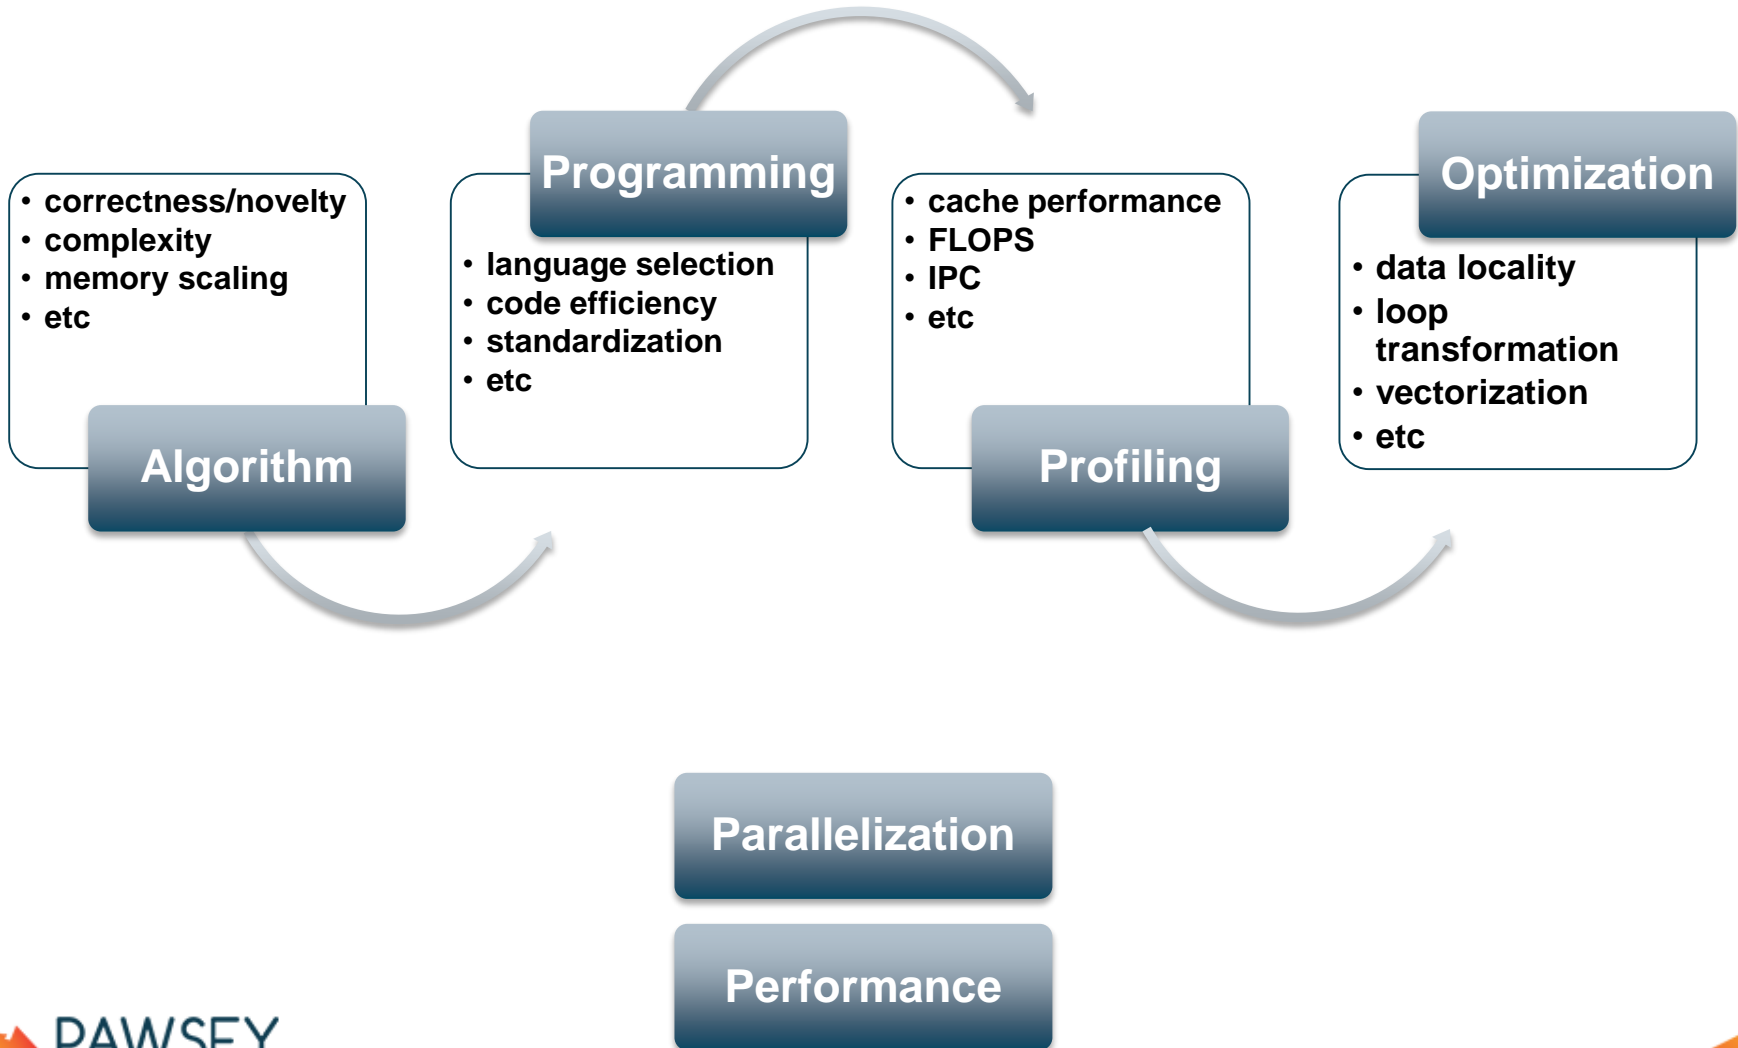 Algorithm
• correctness/novelty
• complexity
• memory scaling
• etc
Programming
• language selection
• code efficiency
• standardization
• etc
Profiling
• cache performance
• FLOPS
• IPC
• etc
Optimization
• data locality
• loop
transformation
• vectorization
• etc
Parallelization
Performance
PAWSEY